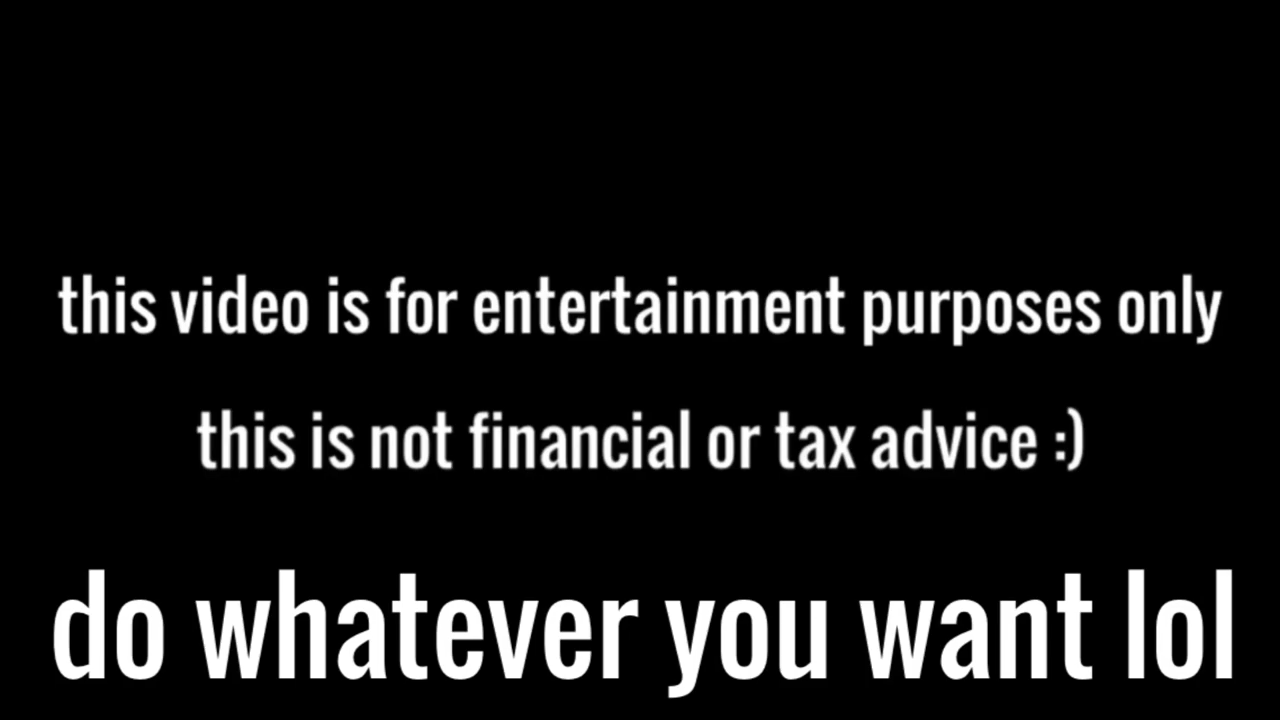 this video is for entertainment purposes only
this is not financial or tax advice :)
do whatever you want lol